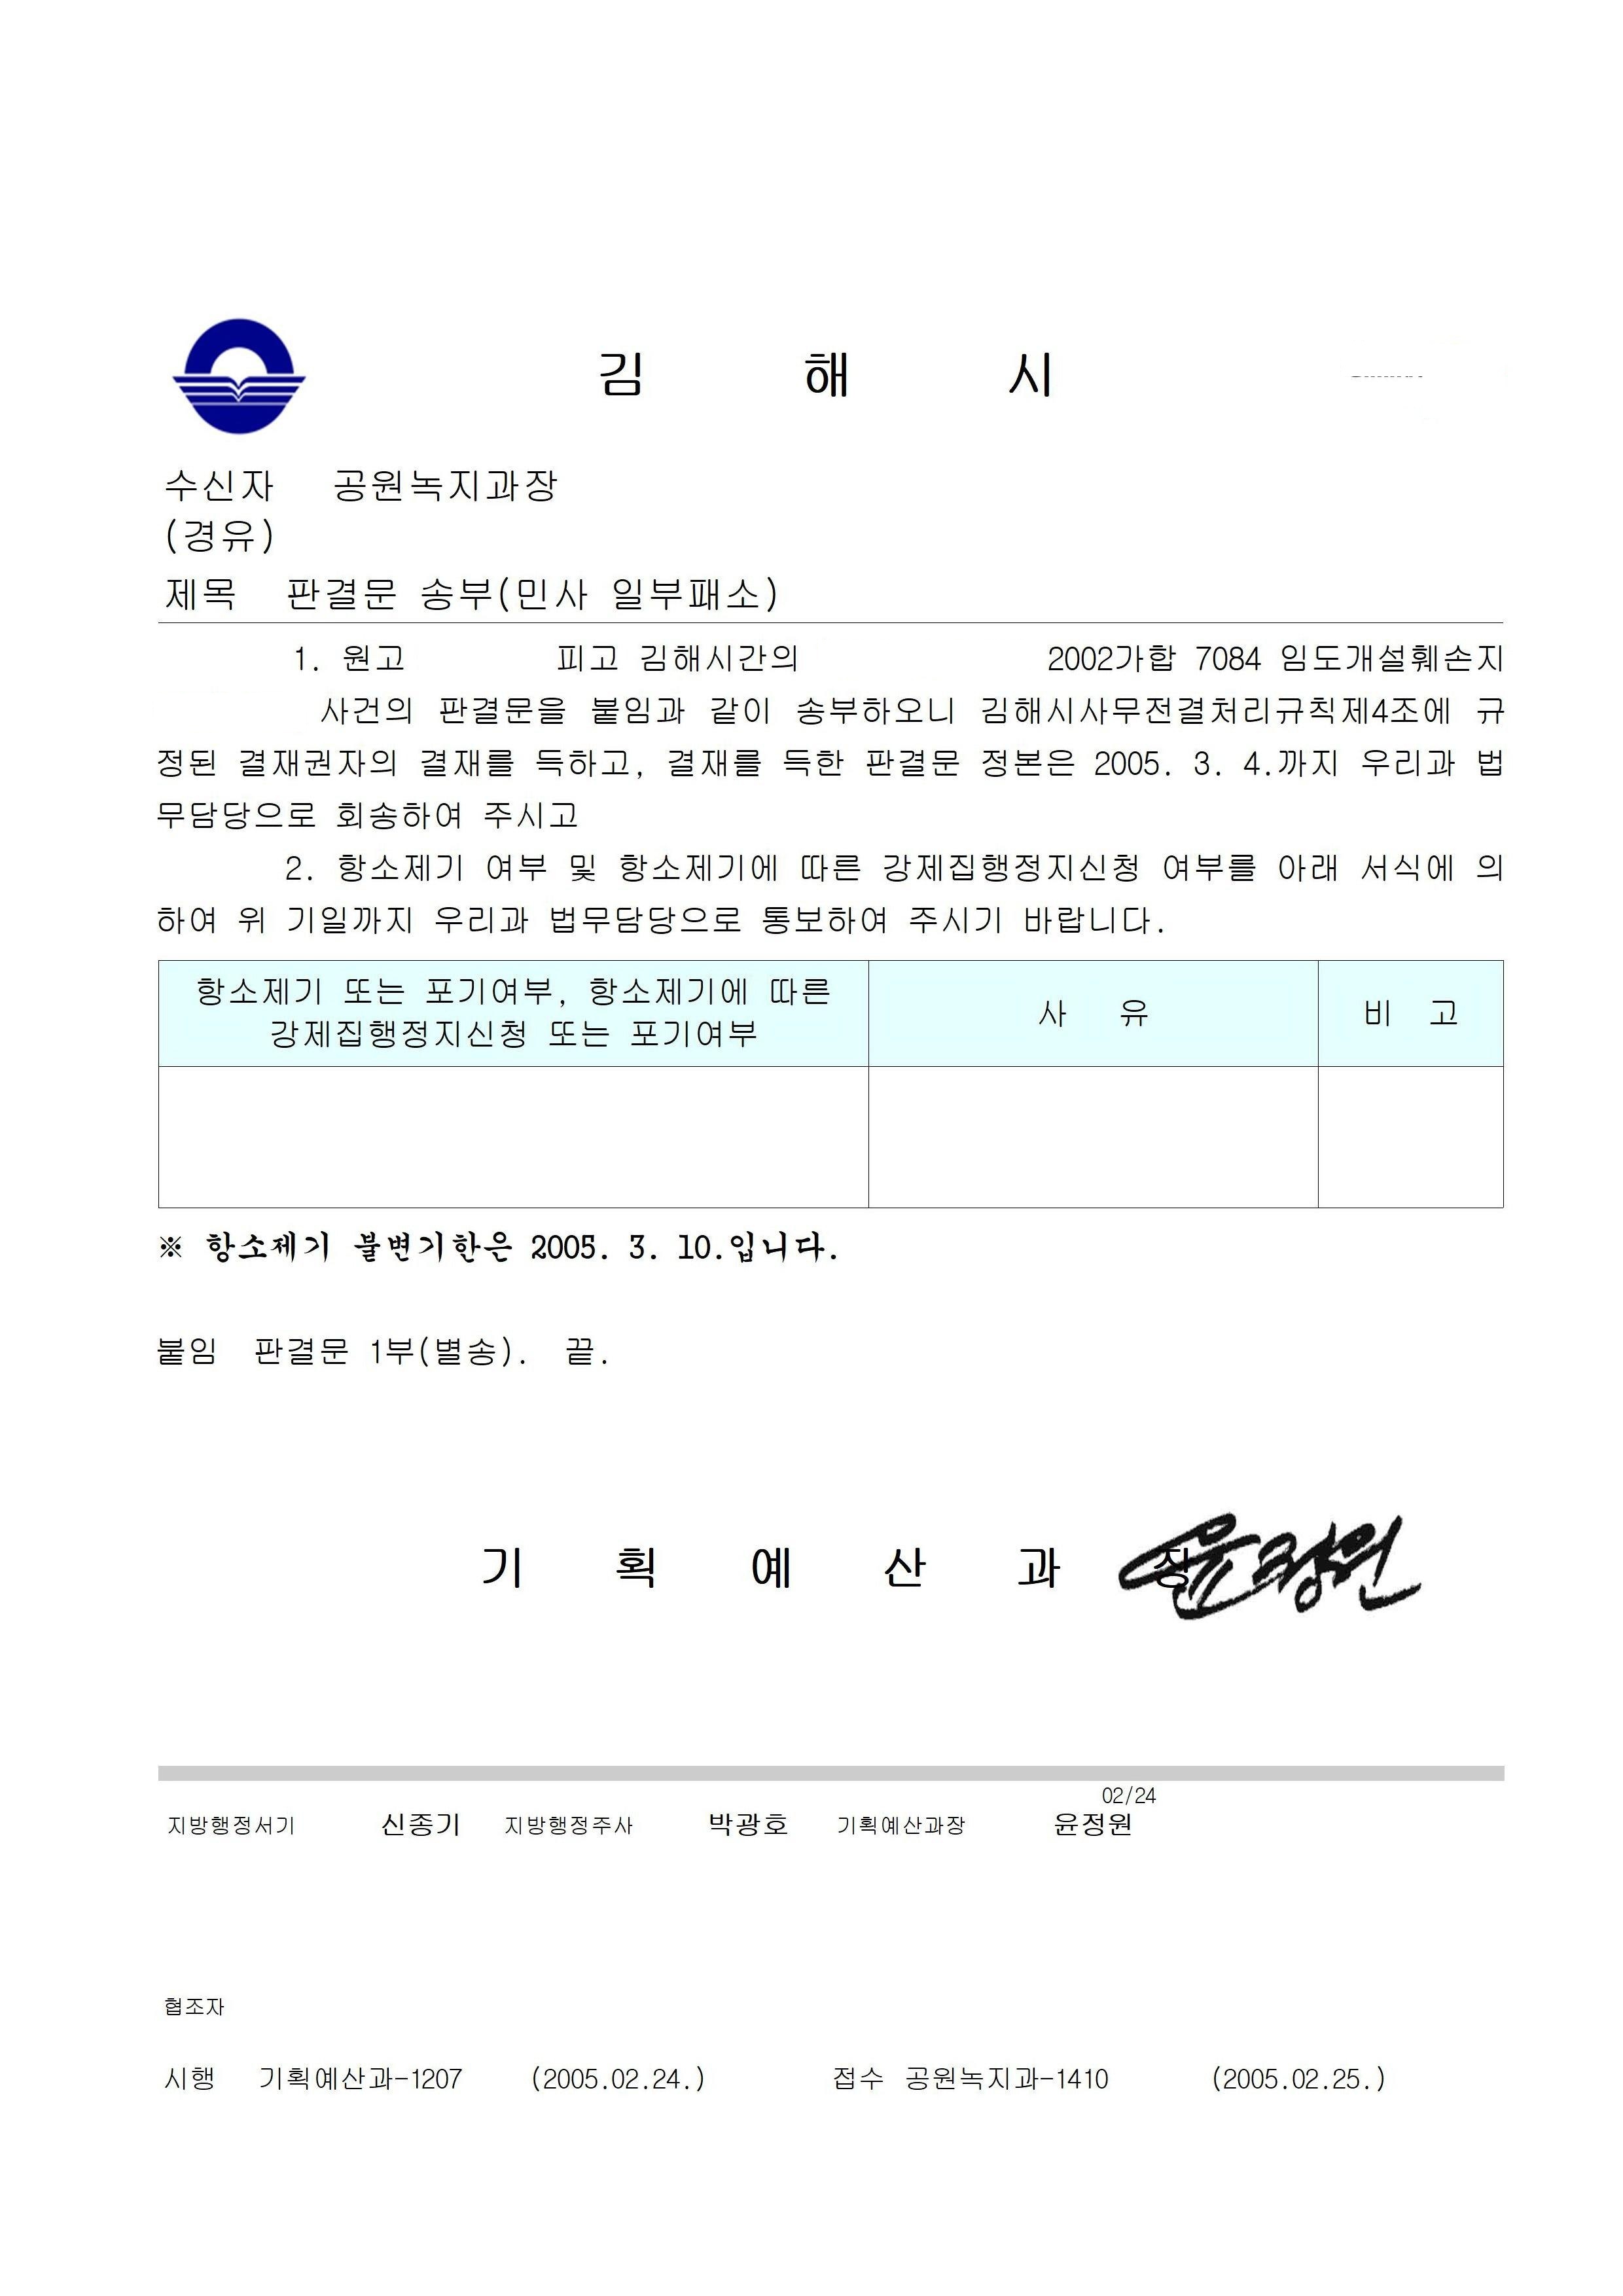 김 해 시
수신자 공원녹지과장
(경유)
제목 판결문 송부(민사 일부패소)
1. 원고 피고 김해시간의 2002가합 7084 임도개설훼손지
사건의 판결문을 붙임과 같이 송부하오니 김해시사무전결처리규칙제4조에 규
정된 결재권자의 결재를 득하고, 결재를 득한 판결문 정본은 2005. 3. 4.까지 우리과 법
무담당으로 회송하여 주시고
2. 항소제기 여부 및 항소제기에 따른 강제집행정지신청 여부를 아래 서식에 의
하여 위 기일까지 우리과 법무담당으로 통보하여 주시기 바랍니다.
항소제기 또는 포기여부, 항소제기에 따른
강제집행정지신청 또는 포기여부
사 유
비 고
※ 항소제기 불변기한은 2005. 3. 10.입니다.
붙임 판결문 1부(별송). 끝.
기 획 예 산 과 장 윤정원
02/24
지방행정서기 신종기 지방행정주사 박광호 기획예산과장 윤정원
협조자
시행 기획예산과-1207 (2005.02.24.) 접수 공원녹지과-1410 (2005.02.25.)